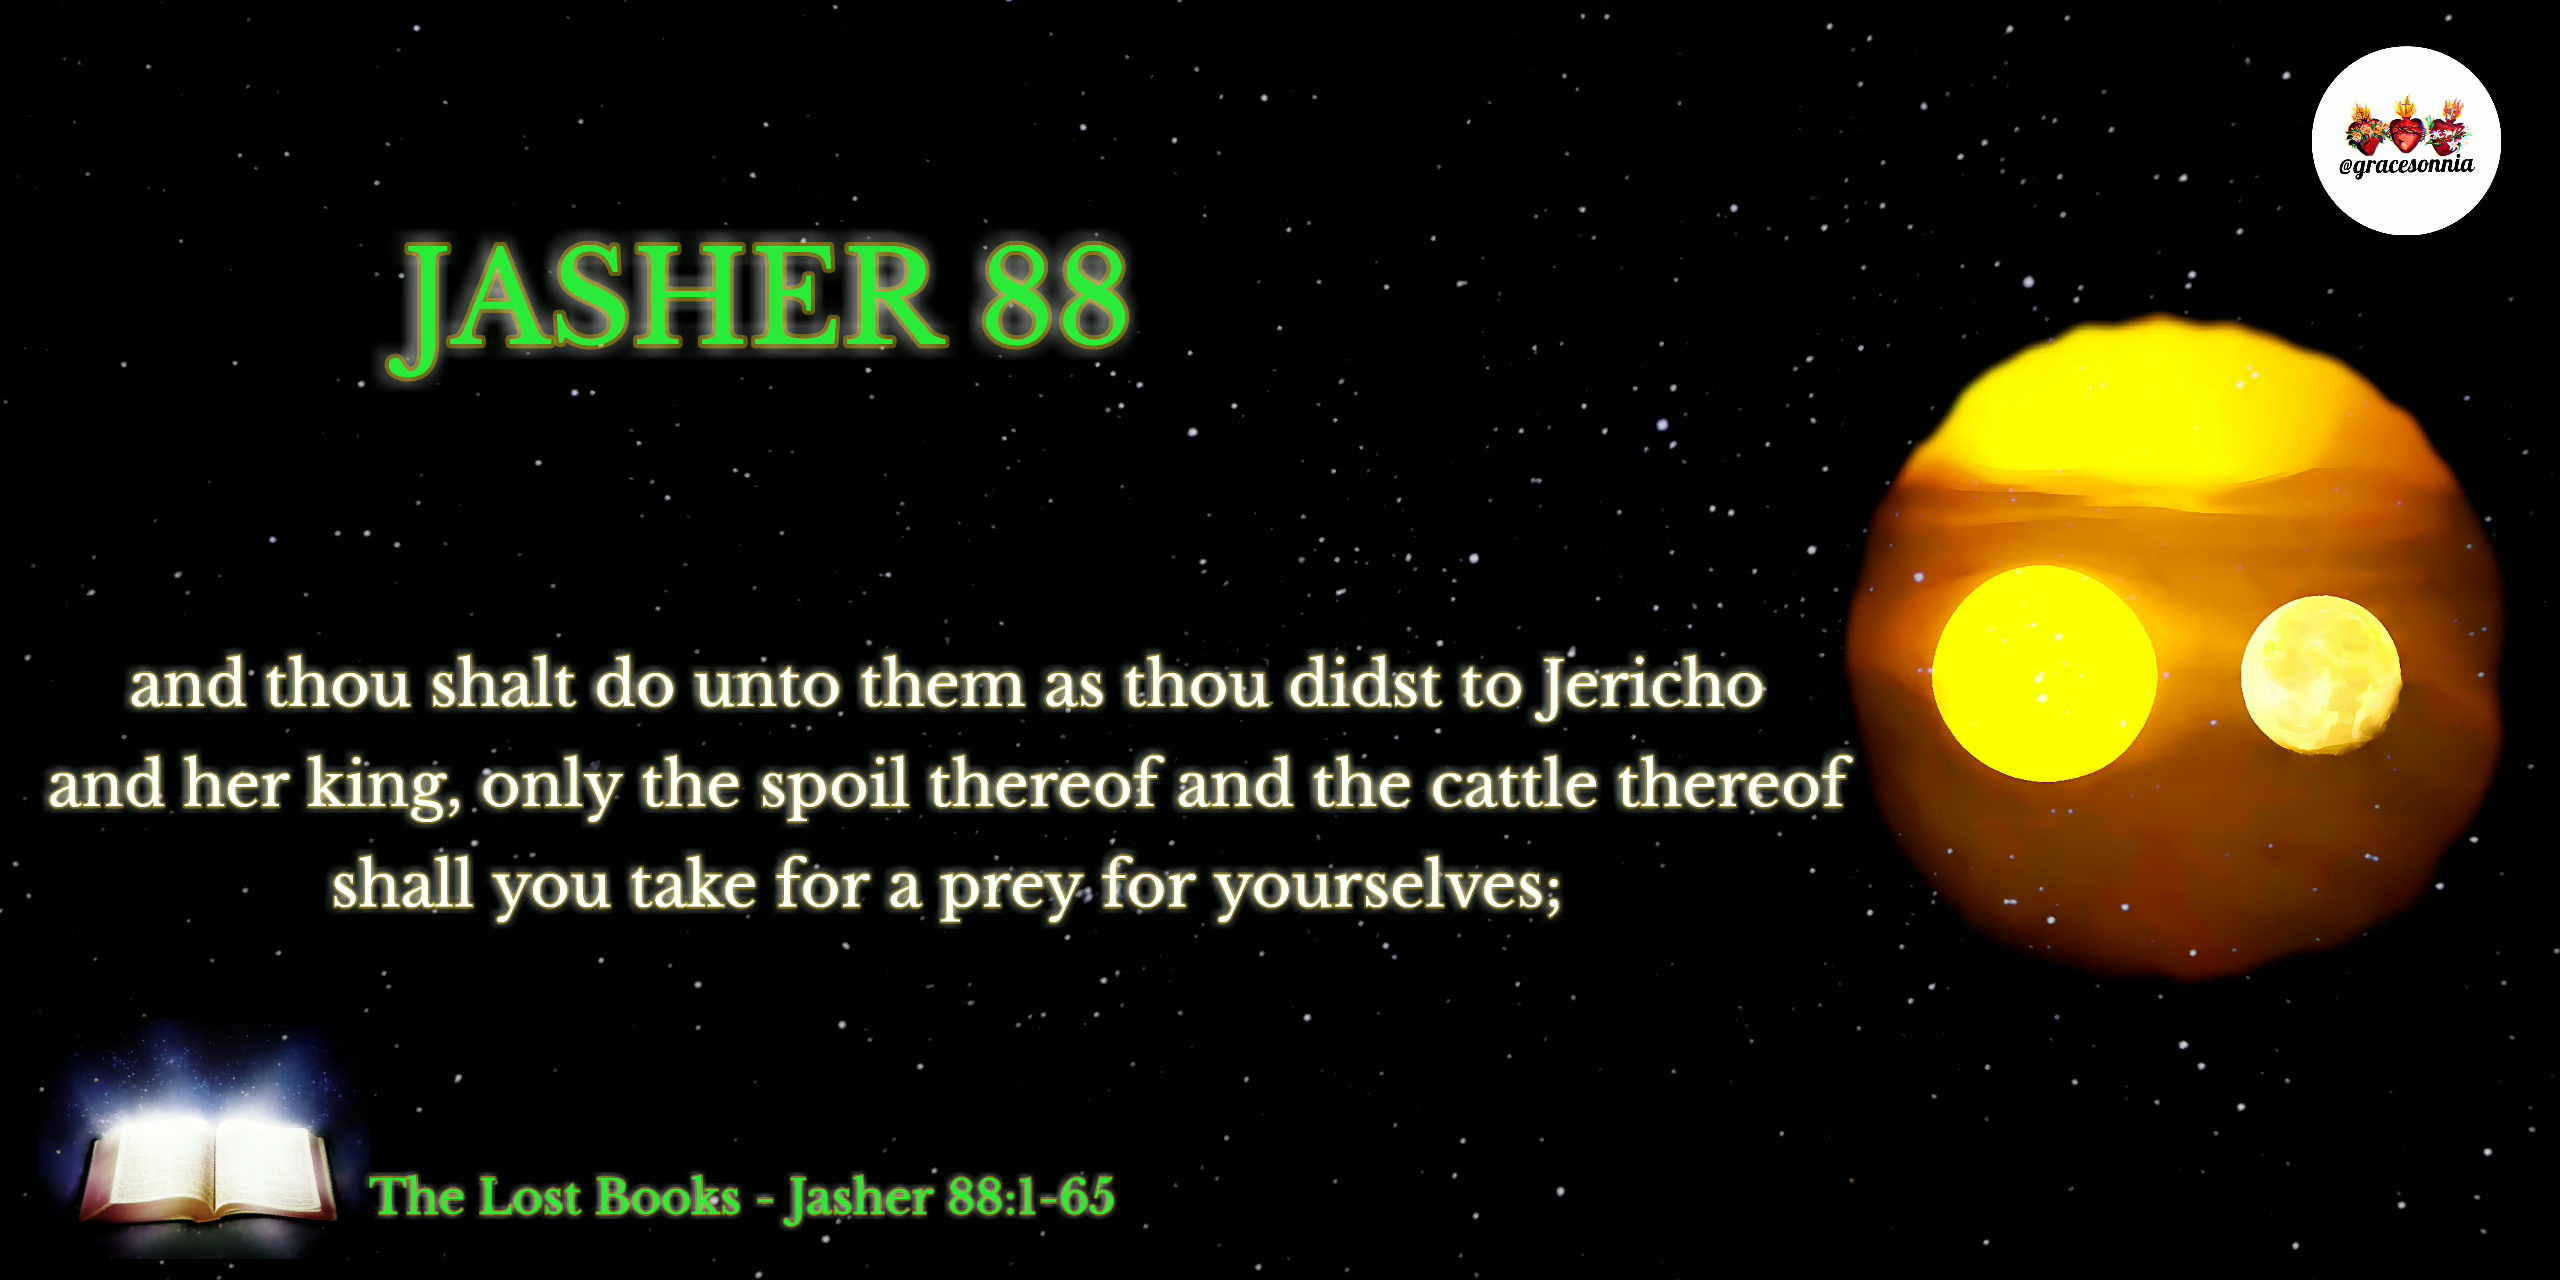 @gracesonnia
JASHER 88
and thou shalt do unto them as thou didst to Jericho
and her king, only the spoil thereof and the cattle thereof
shall you take for a prey for yourselves;
The Lost Books - Jasher 88:1-65